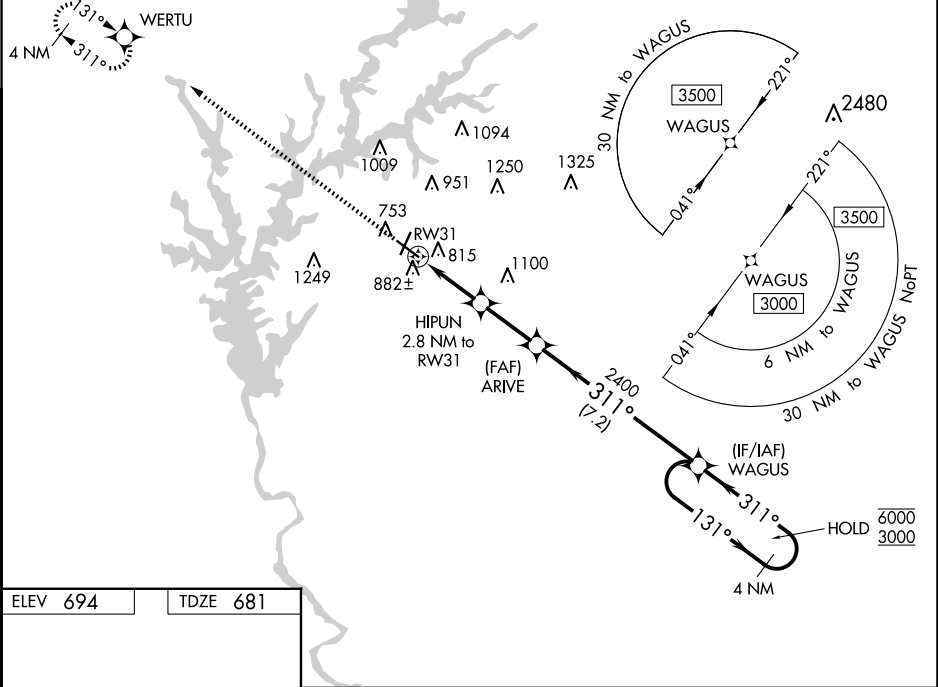 131°
WERTU
4 NM
311°
30 NM to WAGUS
221°
3500
WAGUS
041°
2480
1094
1009
1250
1325
951
753
RW31
815
1249
882±
1100
HIPUN
2.8 NM to
RW31
(FAF)
ARIVE
2400
311°
(7.2)
221°
3500
WAGUS
3000
041°
6 NM to WAGUS
30 NM to WAGUS NoPT
(IF/IAF)
WAGUS
311°
131°
HOLD
6000
3000
4 NM
ELEV 694
TDZE 681